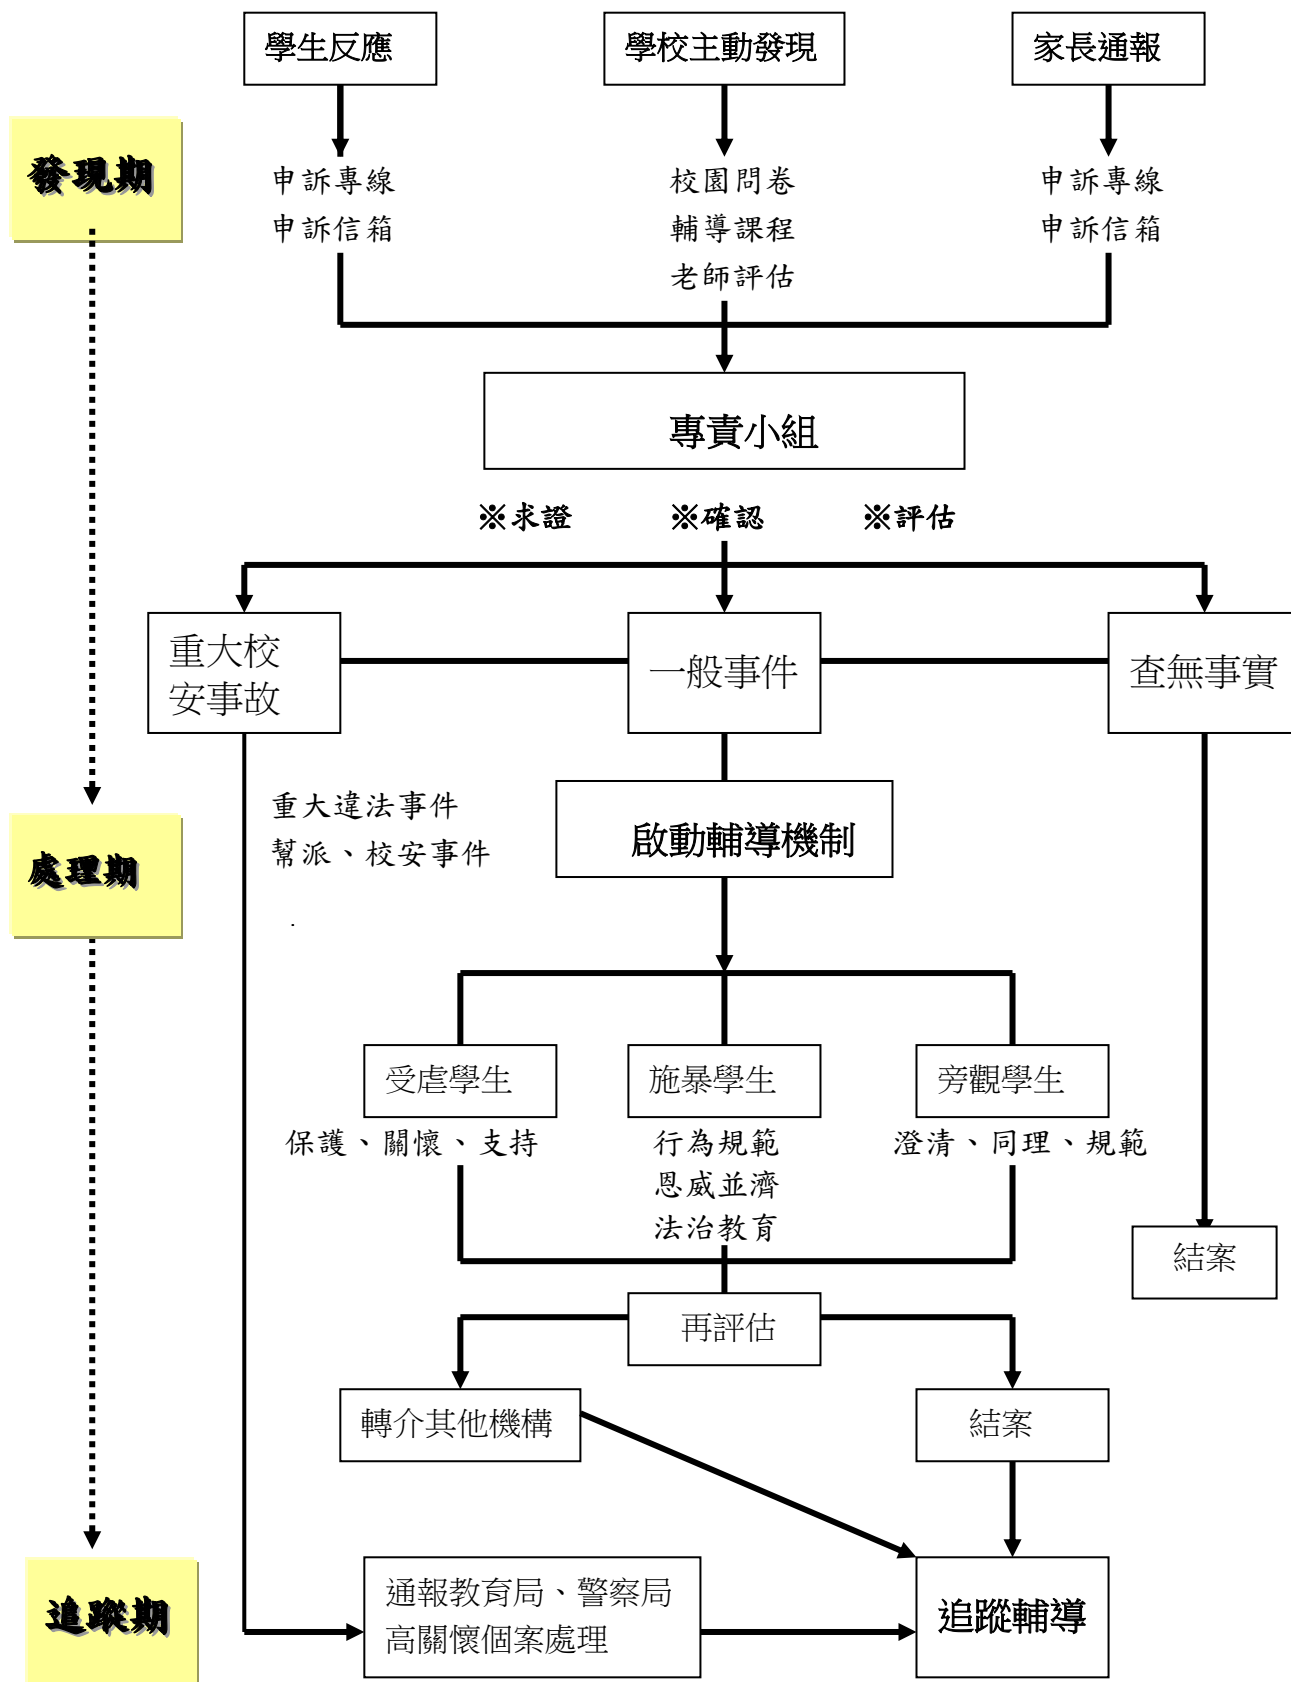 學生反應
學校主動發現
家長通報
發現期
申訴專線
申訴信箱
校園問卷
輔導課程
老師評估
申訴專線
申訴信箱
專責小組
※求證
※確認
※評估
重大校
安事故
一般事件
查無事實
重大違法事件
幫派、校安事件
.
啟動輔導機制
處理期
受虐學生
施暴學生
旁觀學生
保護、關懷、支持
行為規範
恩威並濟
法治教育
澄清、同理、規範
結案
再評估
轉介其他機構
結案
追蹤期
通報教育局、警察局
高關懷個案處理
追蹤輔導